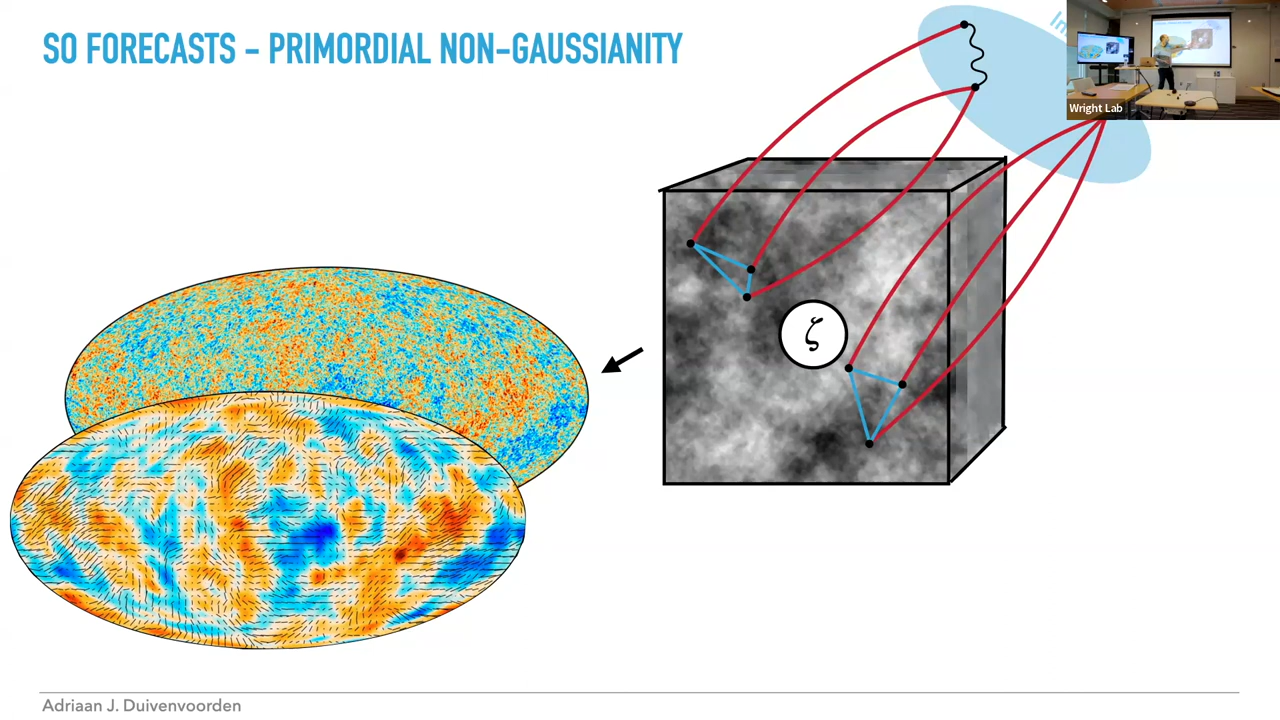 SO FORECASTS - PRIMORDIAL NON-GAUSSIANITY
Wright Lab
ζ
Adriaan J. Duivenvoorden